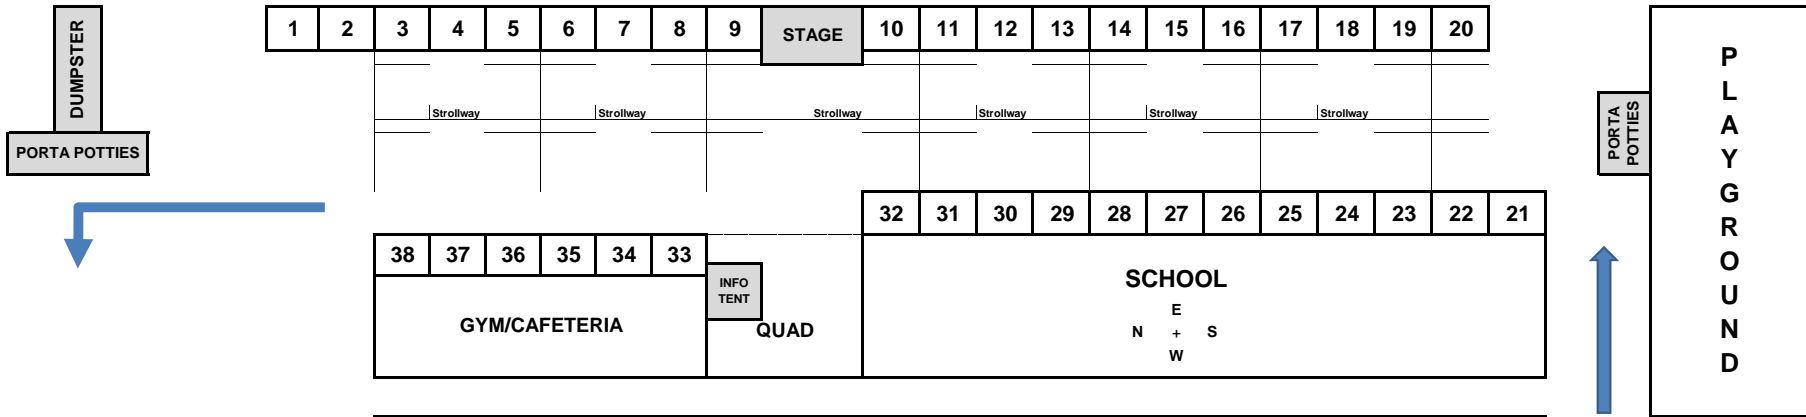 DUMPSTER
PORTA POTTIES
1 2 3 4 5 6 7 8 9 STAGE 10 11 12 13 14 15 16 17 18 19 20
Strollway Strollway Strollway Strollway Strollway Strollway
32 31 30 29 28 27 26 25 24 23 22 21
38 37 36 35 34 33
INFO
TENT
GYM/CAFETERIA
QUAD
SCHOOL
E
N + S
W
PORTA
POTTIES
PLAYGROUND